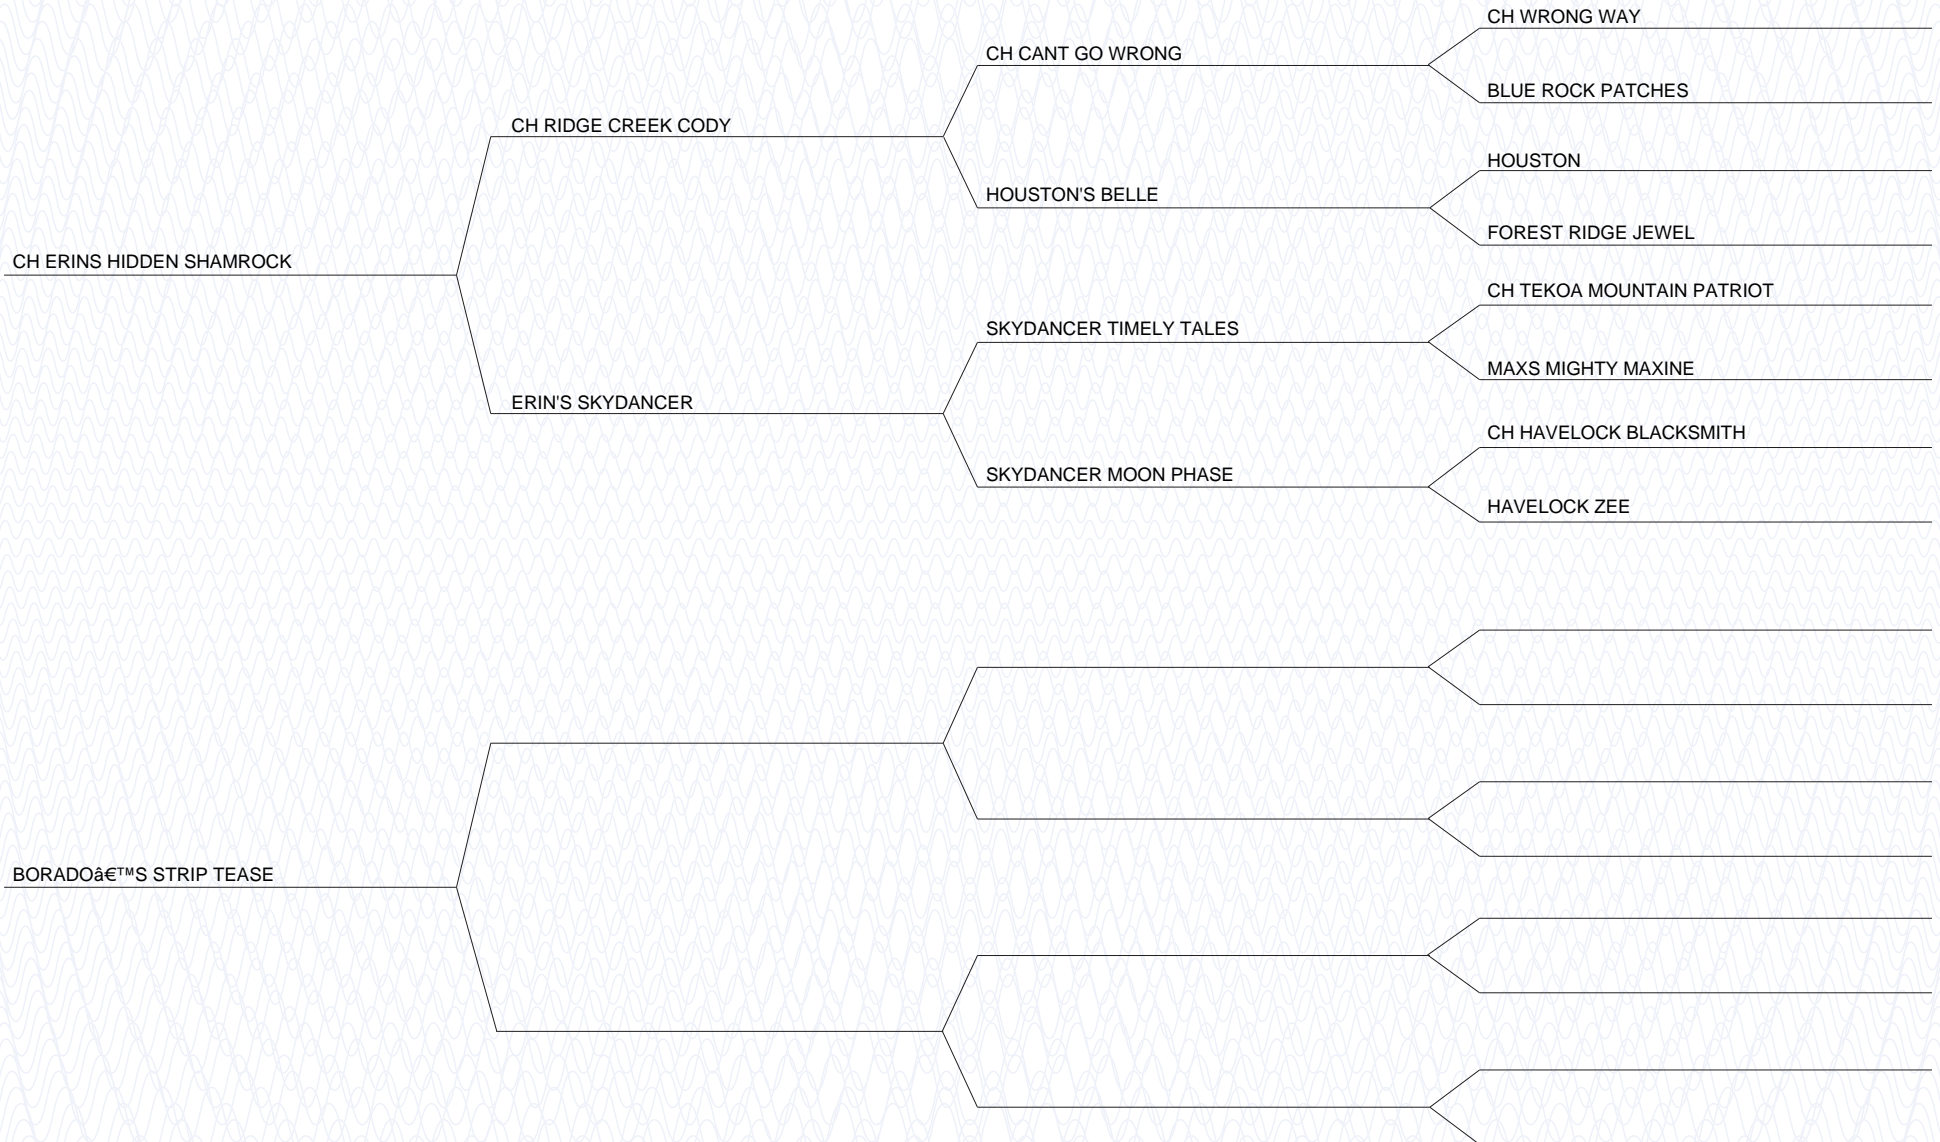 CH WRONG WAY
CH CANT GO WRONG
BLUE ROCK PATCHES
CH RIDGE CREEK CODY
HOUSTON
HOUSTON'S BELLE
FOREST RIDGE JEWEL
CH ERINS HIDDEN SHAMROCK
CH TEKOA MOUNTAIN PATRIOT
SKYDANCER TIMELY TALES
MAXS MIGHTY MAXINE
ERIN'S SKYDANCER
CH HAVELOCK BLACKSMITH
SKYDANCER MOON PHASE
HAVELOCK ZEE
BORADO’S STRIP TEASE